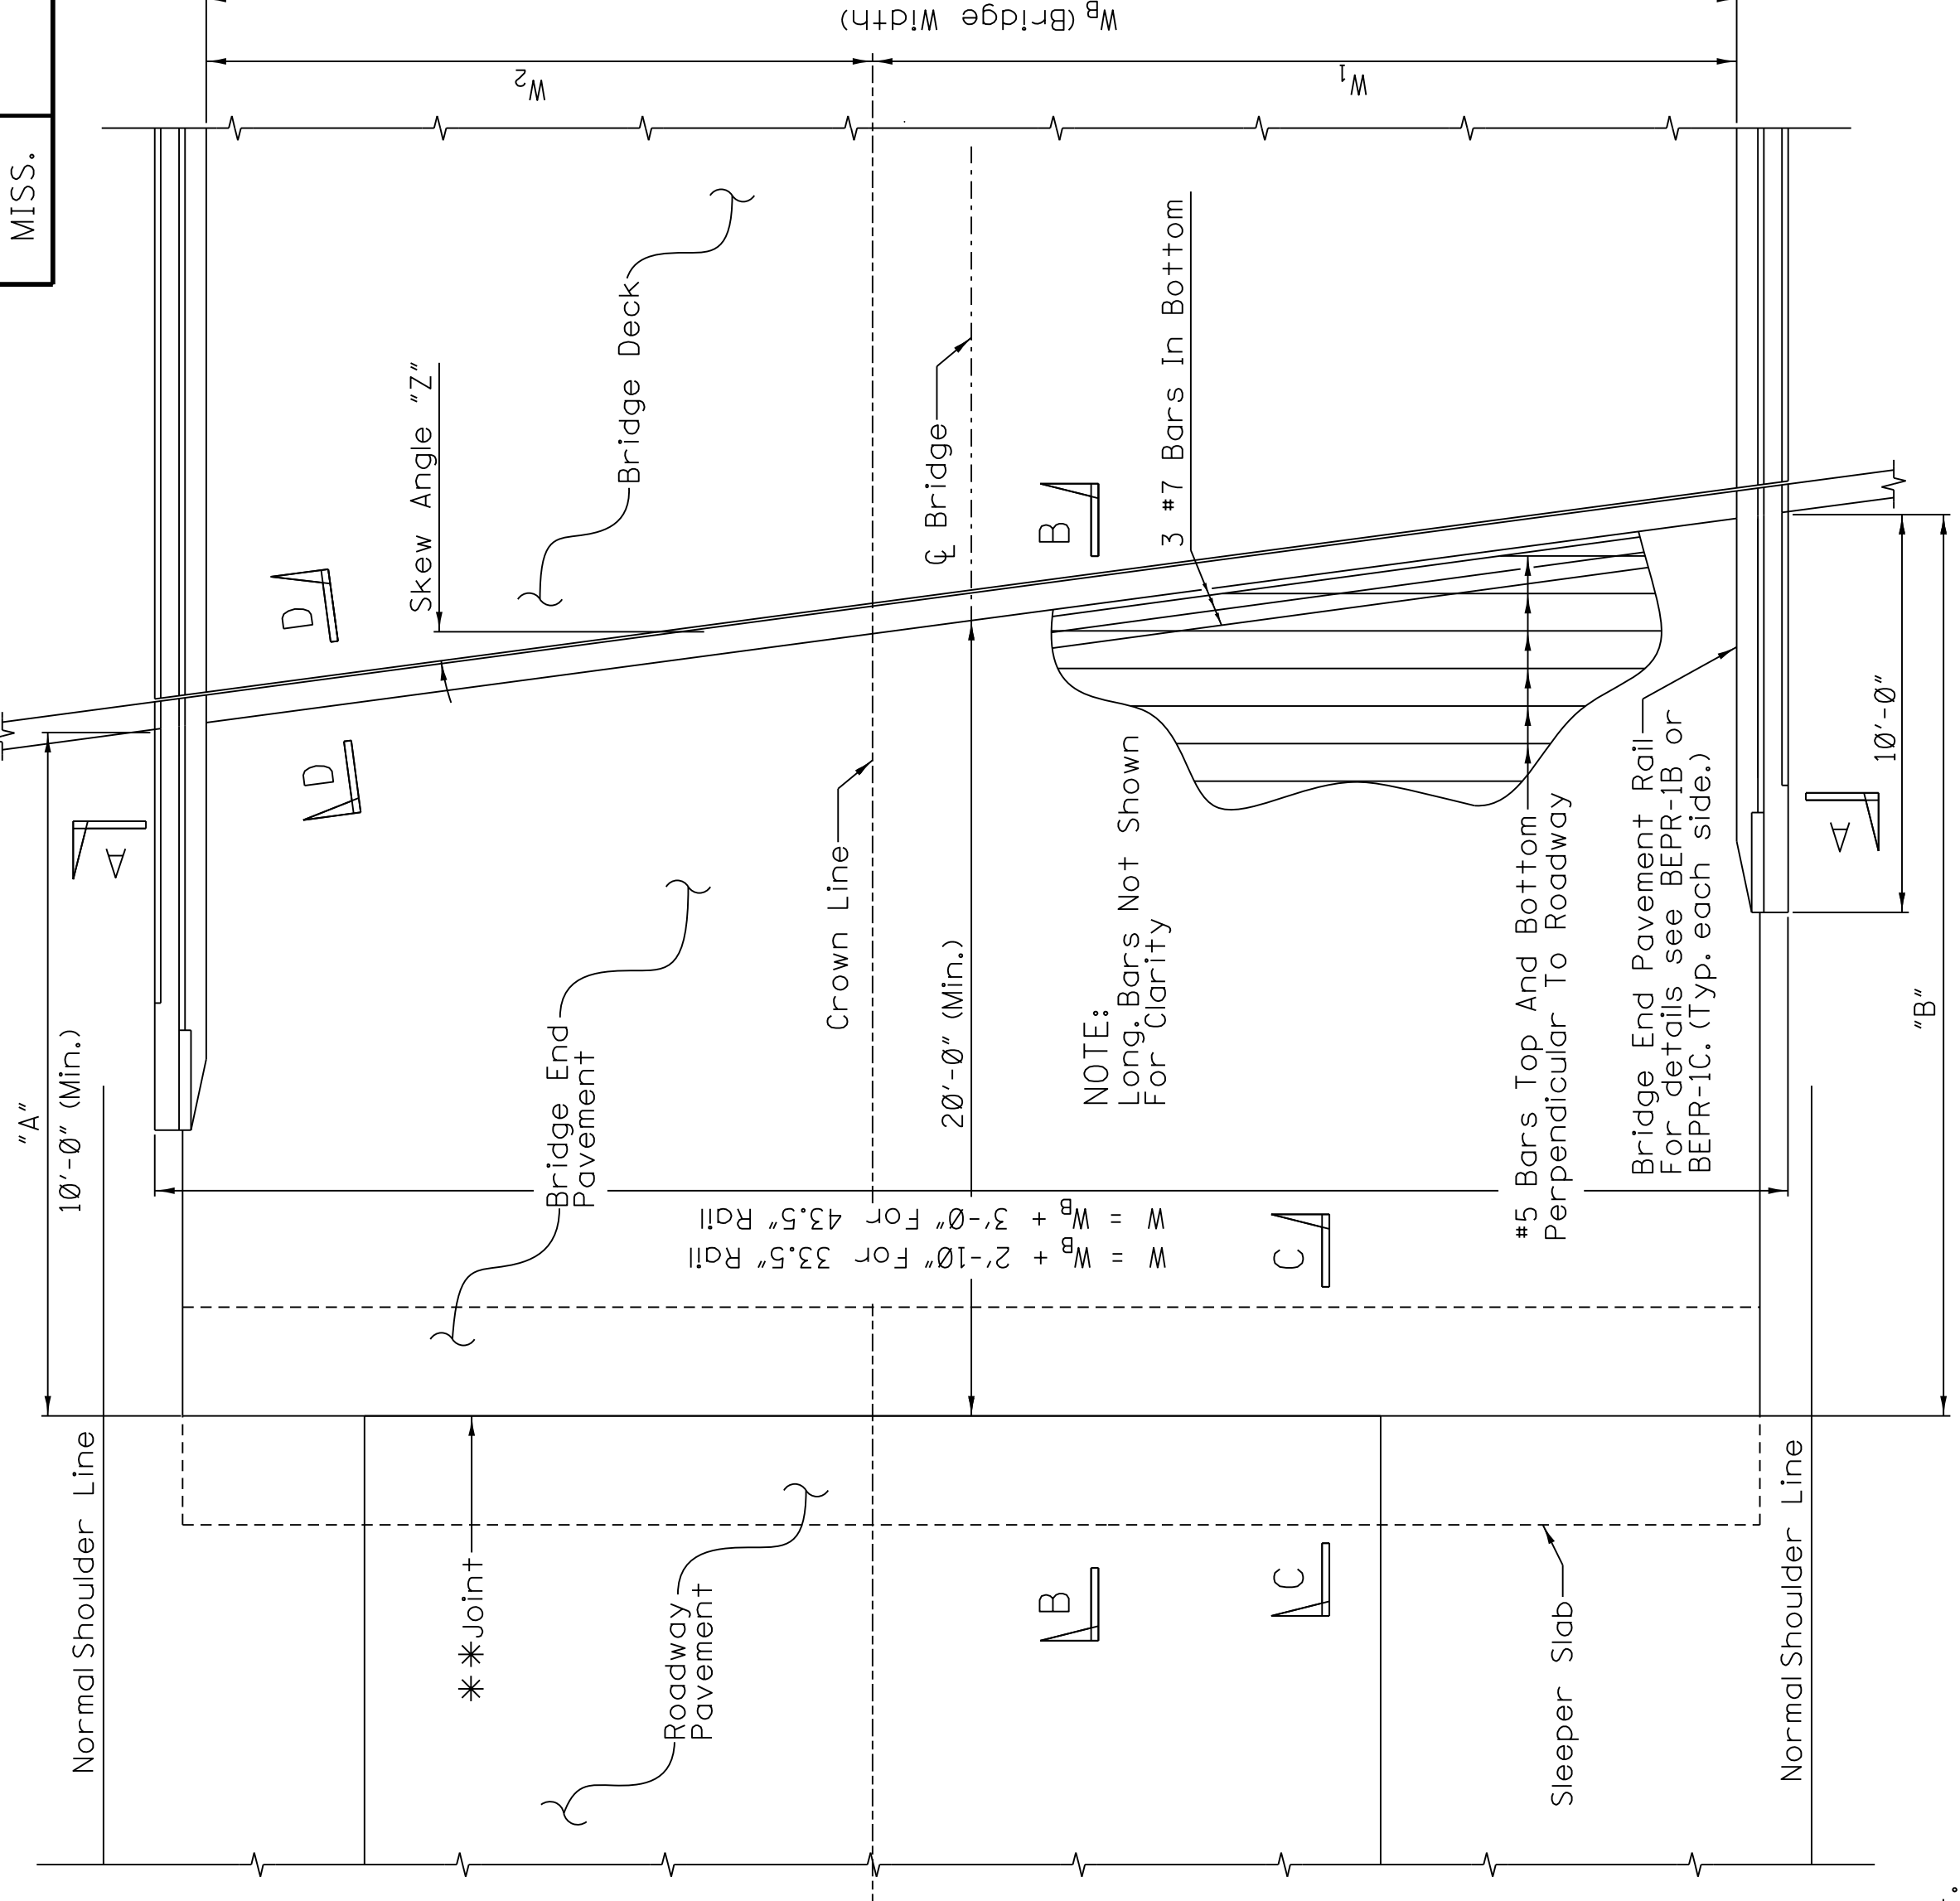 MISS.
W_B (Bridge Width)
W_2
W_1
Skew Angle "Z"
Bridge Deck
℄ Bridge
3 #7 Bars In Bottom
D
D
B
B
C
C
A
A
"A"
10'-0" (Min.)
Crown Line
20'-0" (Min.)
NOTE:
Long. Bars Not Shown
For Clarity
#5 Bars Top And Bottom
Perpendicular To Roadway
Bridge End Pavement Rail
For details see BEPR-1B or
BEPR-1C. (Typ. each side.)
10'-0"
"B"
Bridge End
Pavement
W = W_B + 2'-10" For 33.5" Rail
W = W_B + 3'-0" For 43.5" Rail
Normal Shoulder Line
**Joint
Roadway
Pavement
Sleeper Slab
Normal Shoulder Line